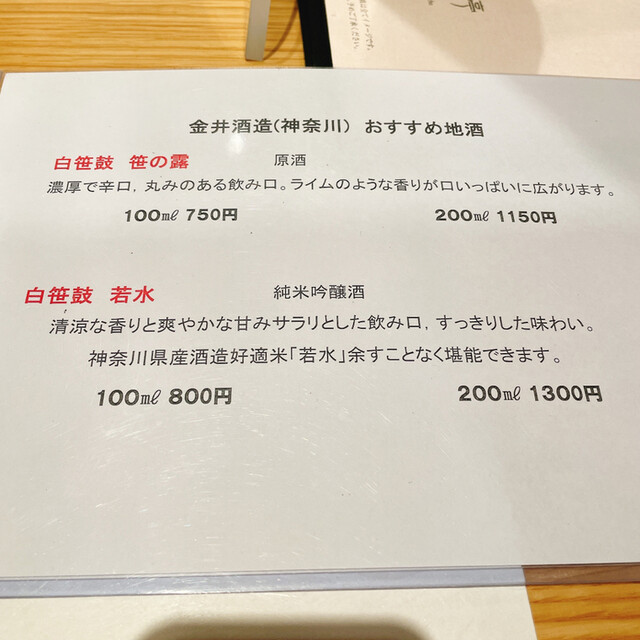 金井酒造(神奈川) おすすめ地酒
白笹鼓 笹の露 原酒
濃厚で辛口,丸みのある飲み口。ライムのような香りが口いっぱいに広がります。
100㎖ 750円 200㎖ 1150円
白笹鼓 若水 純米吟醸酒
清涼な香りと爽やかな甘みサラリとした飲み口,すっきりした味わい。
神奈川県産酒造好適米「若水」余すことなく堪能できます。
100㎖ 800円 200㎖ 1300円